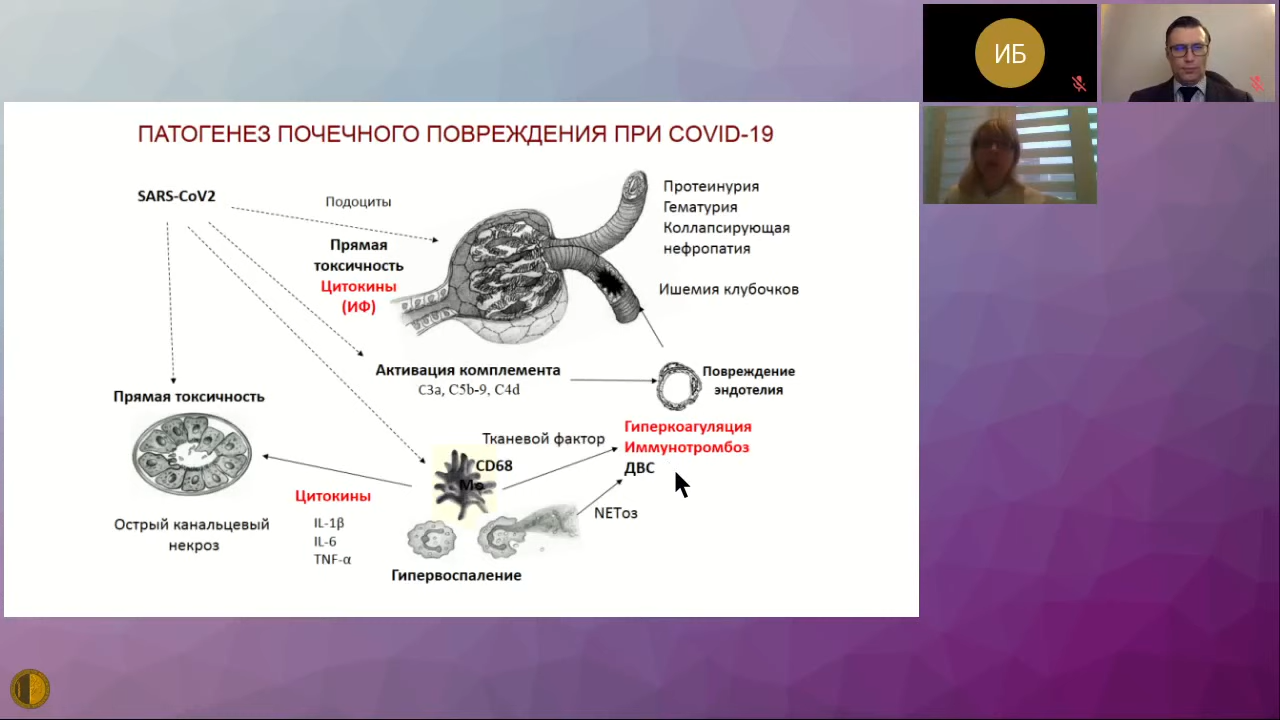 ПАТОГЕНЕЗ ПОЧЕЧНОГО ПОВРЕЖДЕНИЯ ПРИ COVID-19
SARS-CoV2
Подоциты
Прямая
токсичность
Цитокины
(ИФ)
Протеинурия
Гематурия
Коллапсирующая
нефропатия
Ишемия клубочков
Активация комплемента
C3a, C5b-9, C4d
Повреждение
эндотелия
Прямая токсичность
Гиперкоагуляция
Иммунотромбоз
ДВС
Тканевой фактор
CD68
Мо
NETоз
Цитокины
IL-1β
IL-6
TNF-α
Острый канальцевый
некроз
Гипервоспаление
ИБ